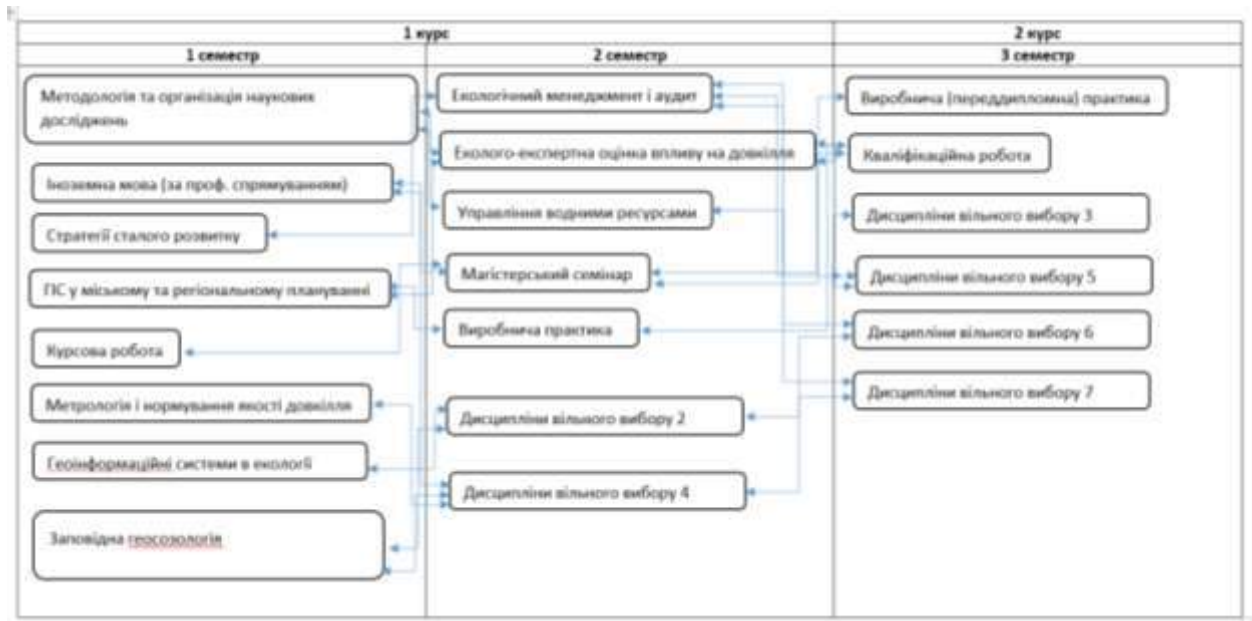 1 курс
2 курс
1 семестр
2 семестр
3 семестр
Методологія та організація наукових
досліджень
Іноземна мова (за проф. спрямуванням)
Стратегії сталого розвитку
ГІС у міському та регіональному плануванні
Курсова робота
Метрологія і нормування якості довкілля
Геоінформаційні системи в екології
Заповідна геосозологія
Екологічний менеджмент і аудит
Еколого-експертна оцінка впливу на довкілля
Управління водними ресурсами
Магістерський семінар
Виробнича практика
Дисципліни вільного вибору 2
Дисципліни вільного вибору 4
Виробнича (переддипломна) практика
Кваліфікаційна робота
Дисципліни вільного вибору 3
Дисципліни вільного вибору 5
Дисципліни вільного вибору 6
Дисципліни вільного вибору 7